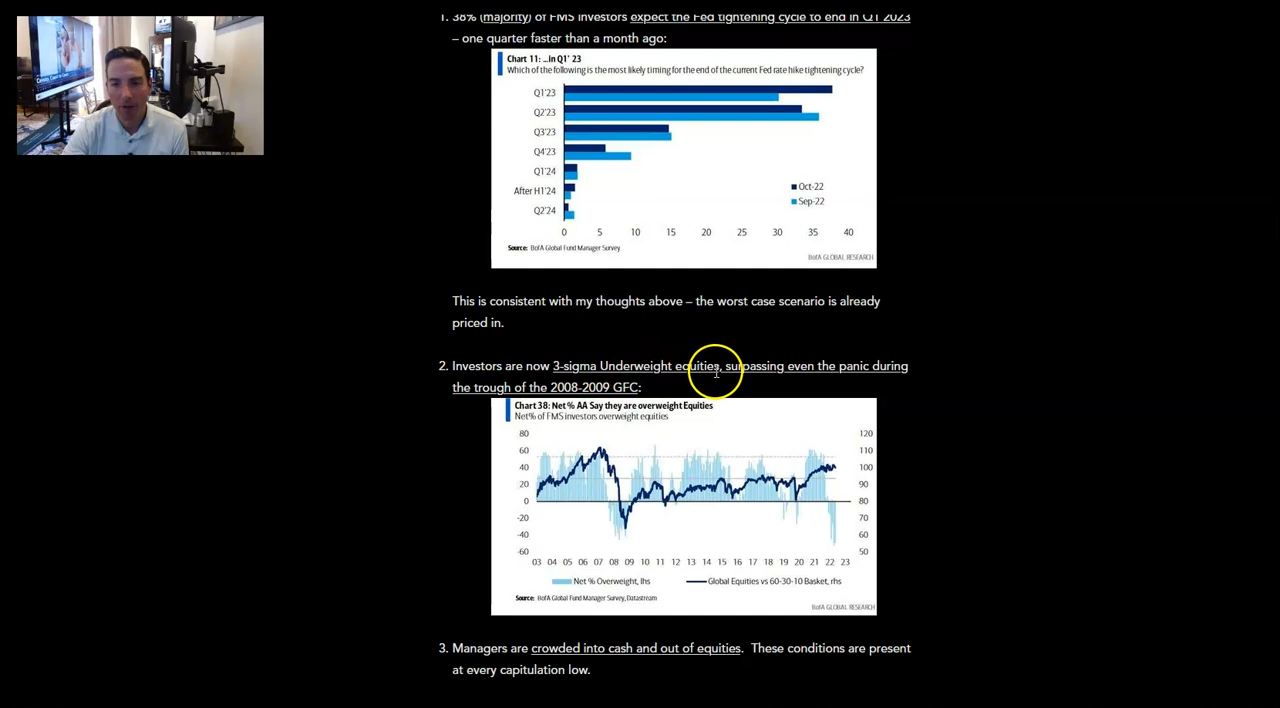 1. 38% (majority) of FMS investors expect the Fed tightening cycle to end in Q1 2023
– one quarter faster than a month ago:
Chart 11: ...in Q1' 23
Which of the following is the most likely timing for the end of the current Fed rate hike tightening cycle?
Q1'23
Q2'23
Q3'23
Q4'23
Q1'24
After H1'24
Q2'24
Oct-22
Sep-22
0 5 10 15 20 25 30 35 40
Source: BofA Global Fund Manager Survey
BofA GLOBAL RESEARCH
This is consistent with my thoughts above – the worst case scenario is already
priced in.
2. Investors are now 3-sigma Underweight equities, surpassing even the panic during
the trough of the 2008-2009 GFC:
Chart 38: Net % AA Say they are overweight Equities
Net% of FMS investors overweight equities
80 120
60 110
40 100
20 90
0 80
-20 70
-40 60
-60 50
03 04 05 06 07 08 09 10 11 12 13 14 15 16 17 18 19 20 21 22 23
Net % Overweight, lhs Global Equities vs 60-30-10 Basket, rhs
Source: BofA Global Fund Manager Survey, Datastream
BofA GLOBAL RESEARCH
3. Managers are crowded into cash and out of equities. These conditions are present
at every capitulation low.